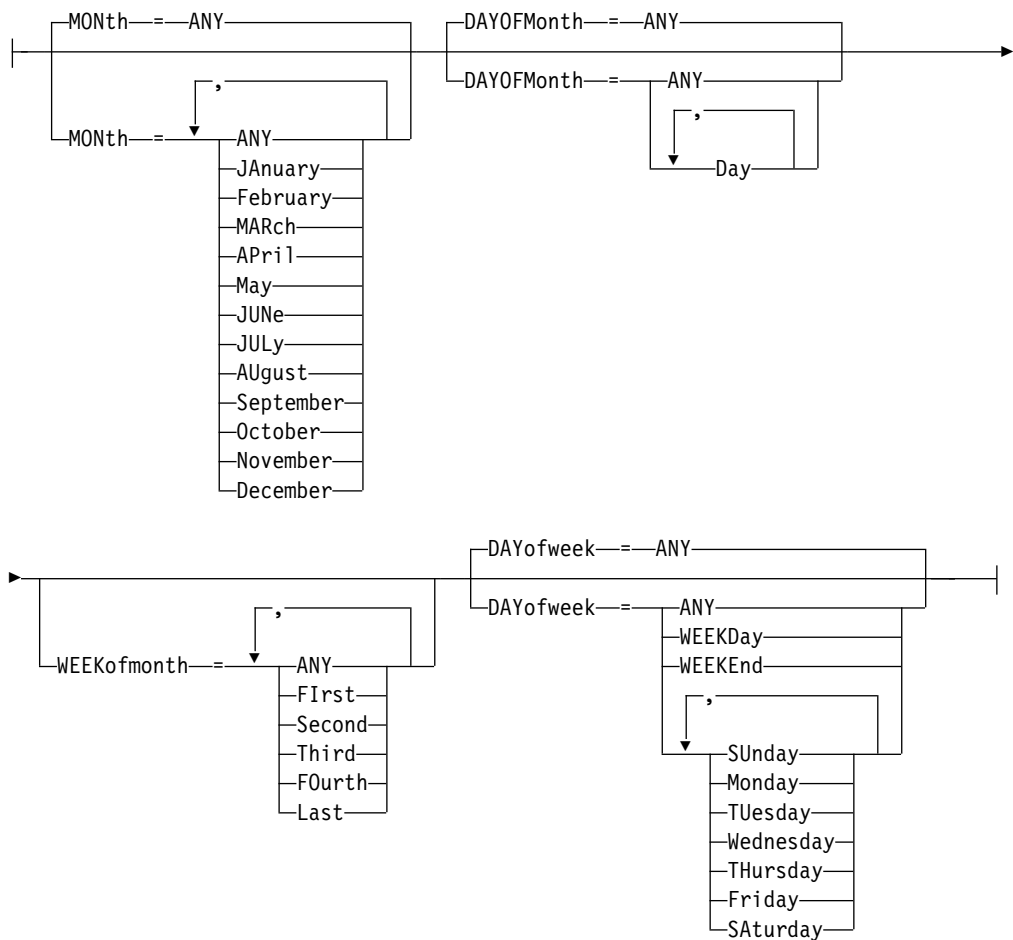 MONth = ANY
DAYOFMonth = ANY
DAYOFMonth = ANY
,
,
MONth = ANY
JAnuary
Day
February
MARch
APril
May
JUNe
JULy
AUgust
September
October
November
December
DAYofweek = ANY
DAYofweek = ANY
,
WEEKDay
WEEKofmonth = ANY
WEEKEnd
FIrst
,
Second
Third
SUnday
FOurth
Monday
Last
TUesday
Wednesday
THursday
Friday
SAturday